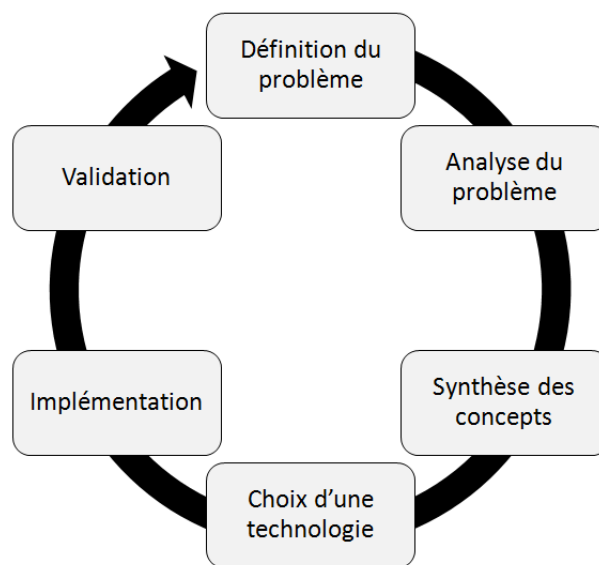 Définition du
problème
Analyse du
problème
Synthèse des
concepts
Choix d’une
technologie
Implémentation
Validation